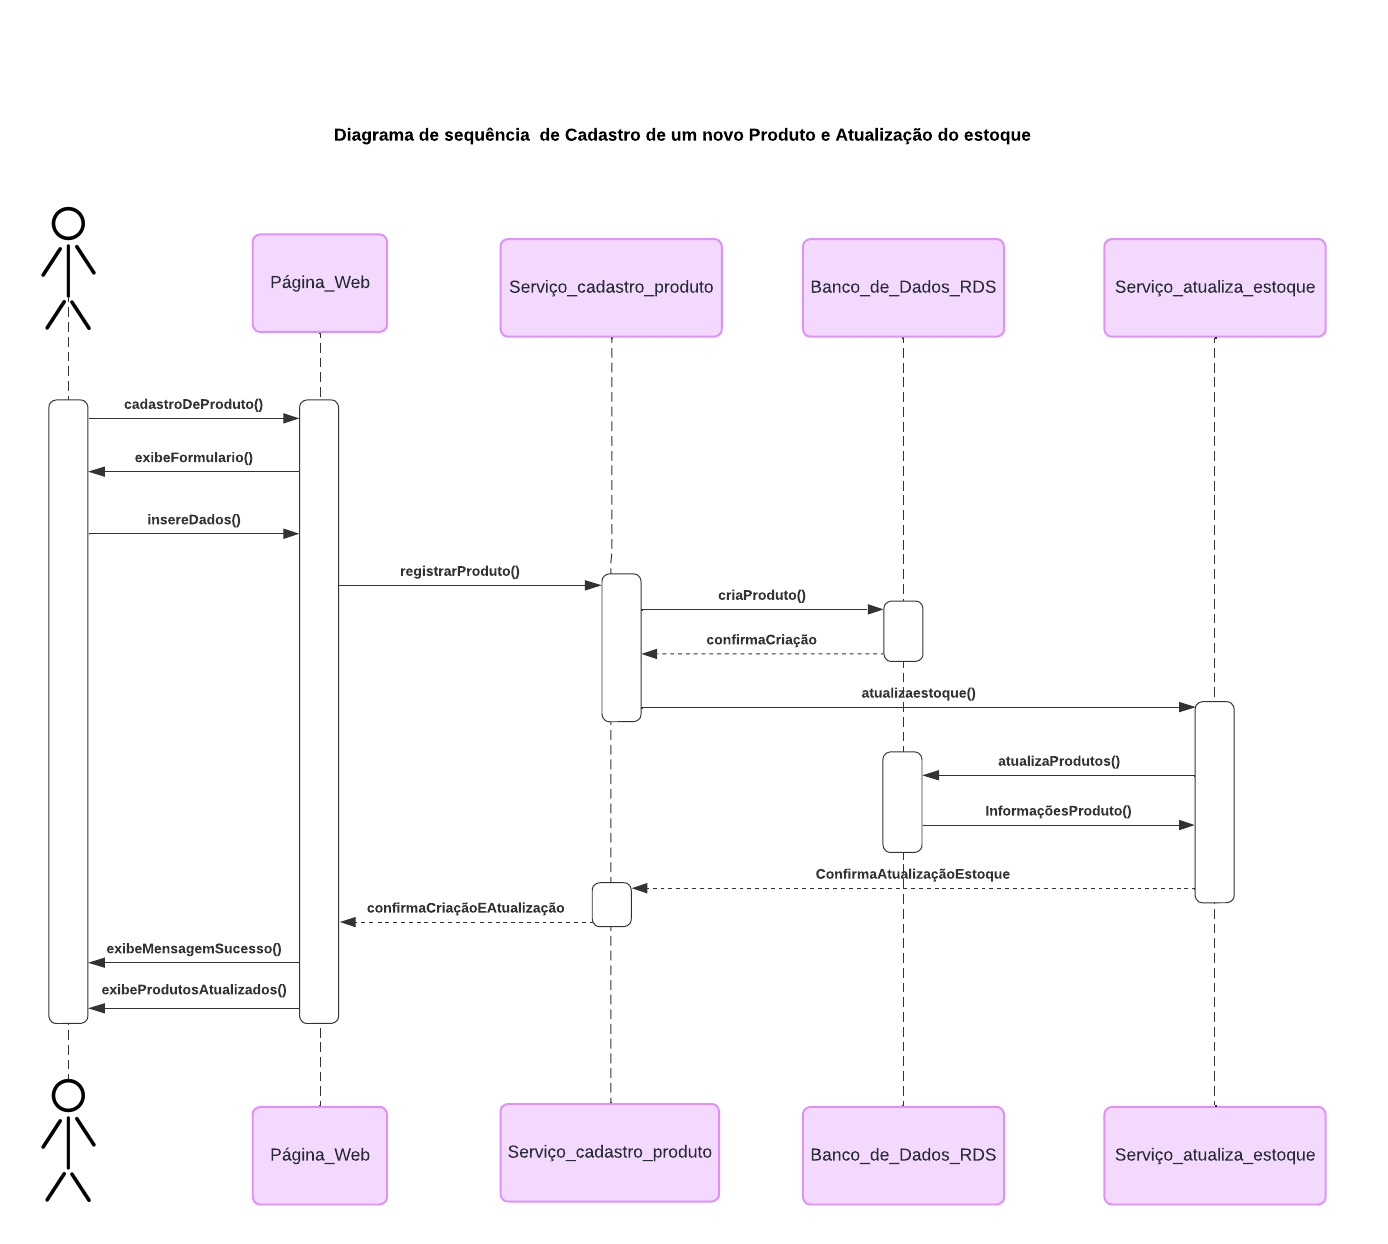 Diagrama de sequência  de Cadastro de um novo Produto e Atualização do estoque
Página_Web
Serviço_cadastro_produto
Banco_de_Dados_RDS
Serviço_atualiza_estoque
cadastroDeProduto()
exibeFormulario()
insereDados()
registrarProduto()
criaProduto()
confirmaCriação
atualizaestoque()
atualizaProdutos()
InformaçõesProduto()
ConfirmaAtualizaçãoEstoque
confirmaCriaçãoEAtualização
exibeMensagemSucesso()
exibeProdutosAtualizados()
Página_Web
Serviço_cadastro_produto
Banco_de_Dados_RDS
Serviço_atualiza_estoque